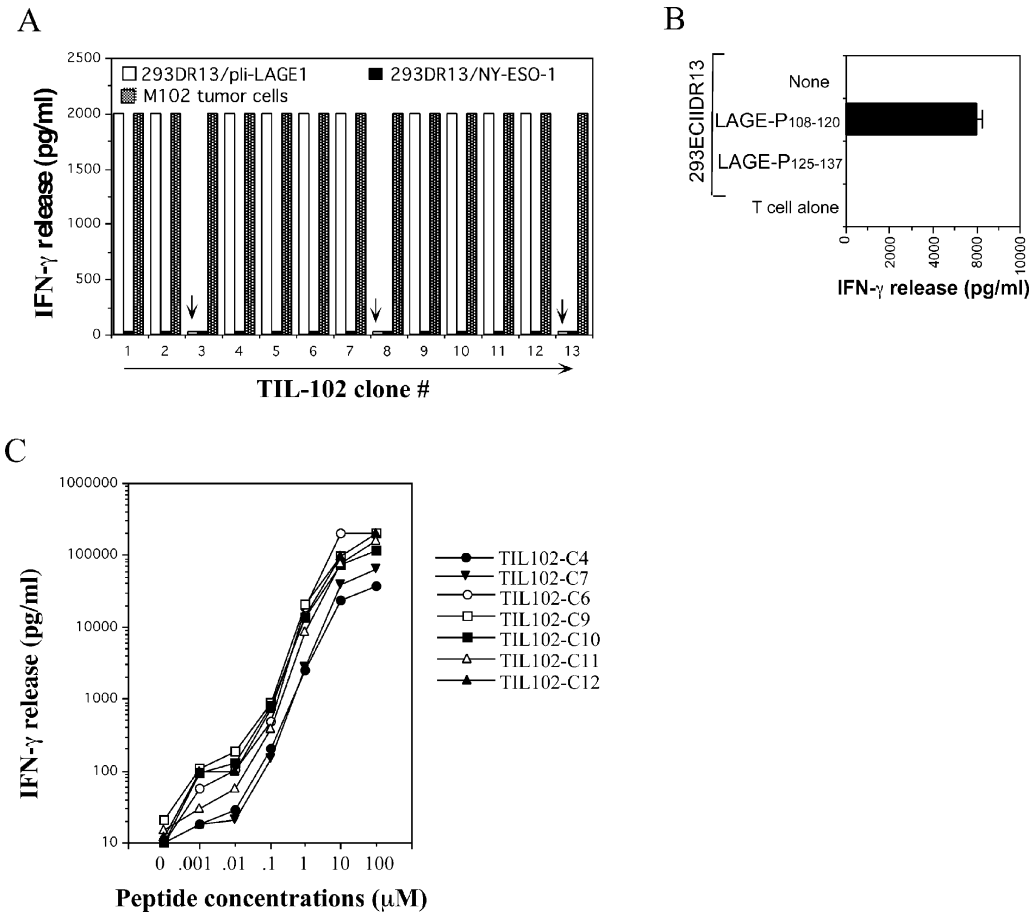 A
IFN-γ release (pg/ml)
2500
2000
1500
1000
500
0
293DR13/pli-LAGE1
293DR13/NY-ESO-1
M102 tumor cells
1 2 3 4 5 6 7 8 9 10 11 12 13
TIL-102 clone #
B
293ECIIDR13
None
LAGE-P108-120
LAGE-P125-137
T cell alone
0 2000 4000 6000 8000 10000
IFN-γ release (pg/ml)
C
IFN-γ release (pg/ml)
1000000
100000
10000
1000
100
10
0 .001 .01 .1 1 10 100
Peptide concentrations (μM)
TIL102-C4
TIL102-C7
TIL102-C6
TIL102-C9
TIL102-C10
TIL102-C11
TIL102-C12